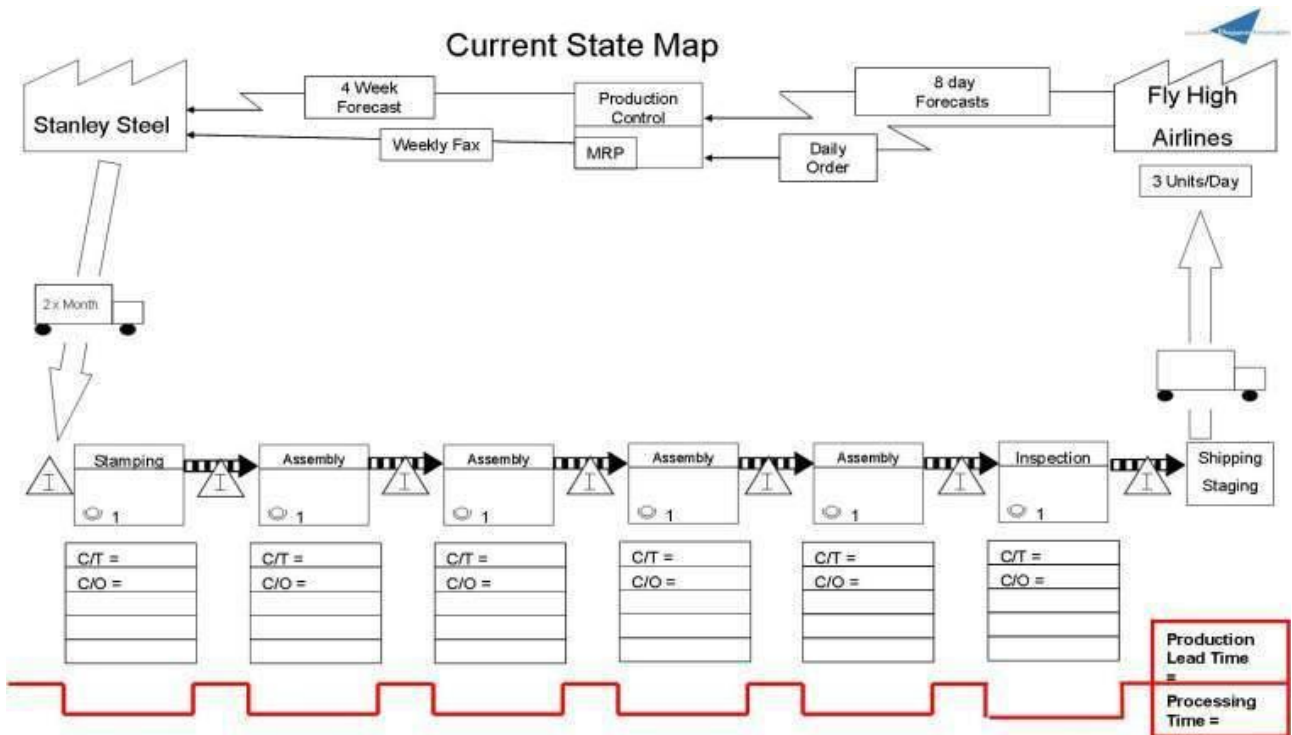 Current State Map
4 Week
Forecast
Production
Control
8 day
Forecasts
Fly High
Airlines
Stanley Steel
Weekly Fax
MRP
Daily
Order
3 Units/Day
2 x Month
I
Stamping
1
I
Assembly
1
I
Assembly
1
I
Assembly
1
I
Assembly
1
I
Inspection
1
I
Shipping
Staging
C/T =
C/O =
C/T =
C/O =
C/T =
C/O =
C/T =
C/O =
C/T =
C/O =
C/T =
C/O =
Production
Lead Time
=
Processing
Time =